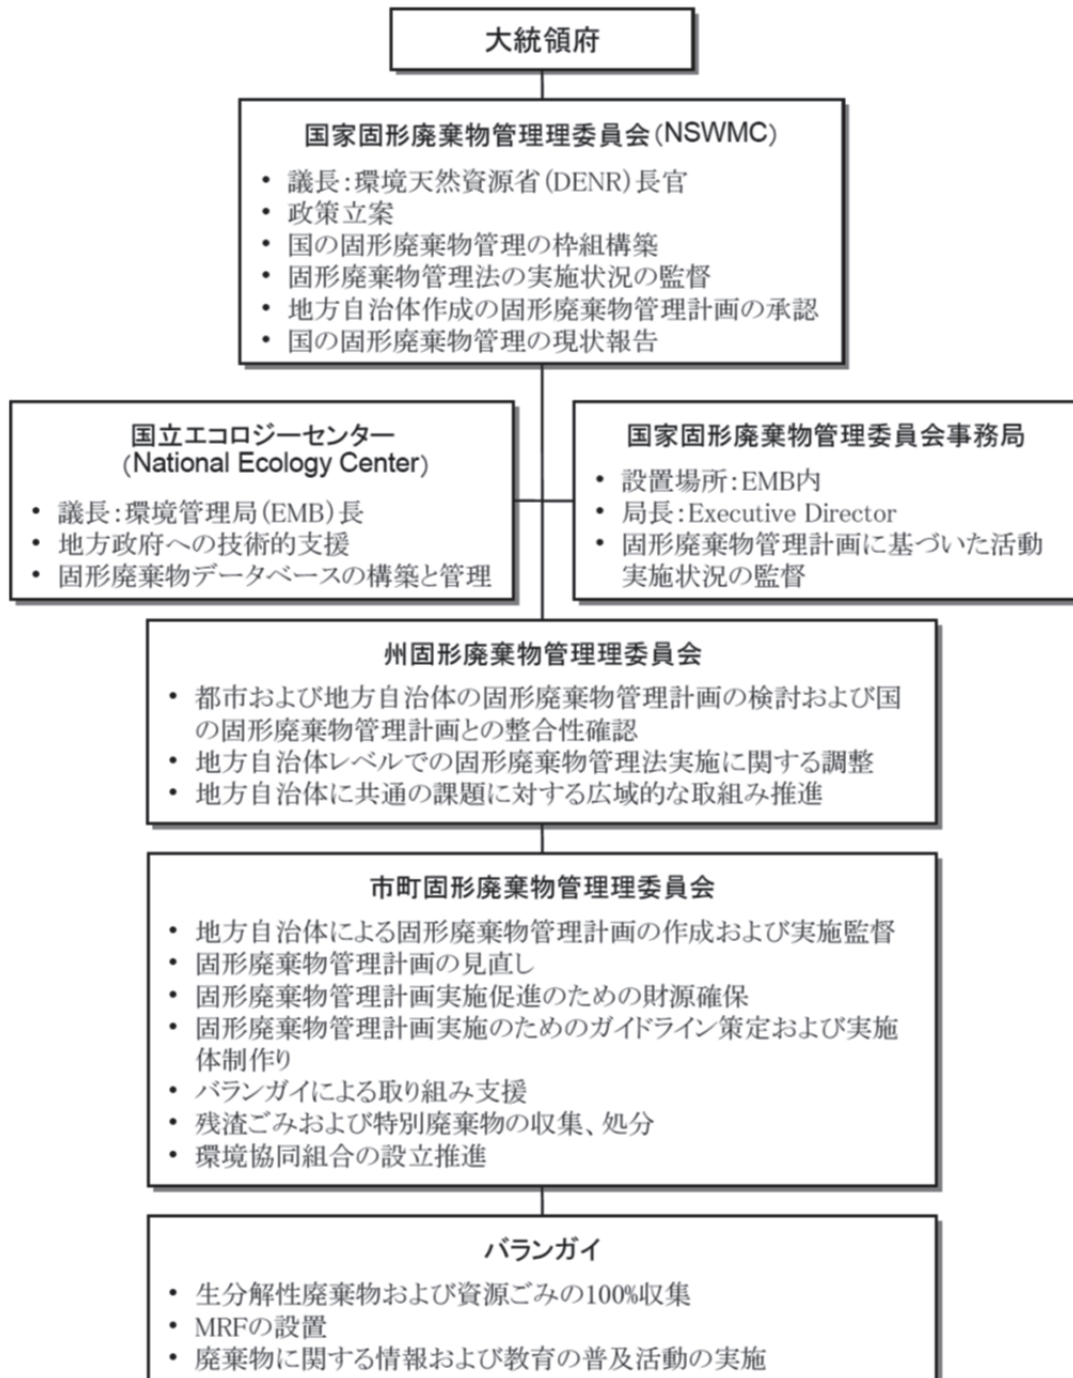 大統領府
国家固形廃棄物管理理委員会(NSWMC)
• 議長:環境天然資源省(DENR)長官
• 政策立案
• 国の固形廃棄物管理の枠組構築
• 固形廃棄物管理法の実施状況の監督
• 地方自治体作成の固形廃棄物管理計画の承認
• 国の固形廃棄物管理の現状報告
国立エコロジーセンター
(National Ecology Center)
• 議長:環境管理局(EMB)長
• 地方政府への技術的支援
• 固形廃棄物データベースの構築と管理
国家固形廃棄物管理委員会事務局
• 設置場所:EMB内
• 局長:Executive Director
• 固形廃棄物管理計画に基づいた活動
実施状況の監督
州固形廃棄物管理理委員会
• 都市および地方自治体の固形廃棄物管理計画の検討および国
の固形廃棄物管理計画との整合性確認
• 地方自治体レベルでの固形廃棄物管理法実施に関する調整
• 地方自治体に共通の課題に対する広域的な取組み推進
市町固形廃棄物管理理委員会
• 地方自治体による固形廃棄物管理計画の作成および実施監督
• 固形廃棄物管理計画の見直し
• 固形廃棄物管理計画実施促進のための財源確保
• 固形廃棄物管理計画実施のためのガイドライン策定および実施
体制作り
• バランガイによる取り組み支援
• 残渣ごみおよび特別廃棄物の収集、処分
• 環境協同組合の設立推進
バランガイ
• 生分解性廃棄物および資源ごみの100%収集
• MRFの設置
• 廃棄物に関する情報および教育の普及活動の実施